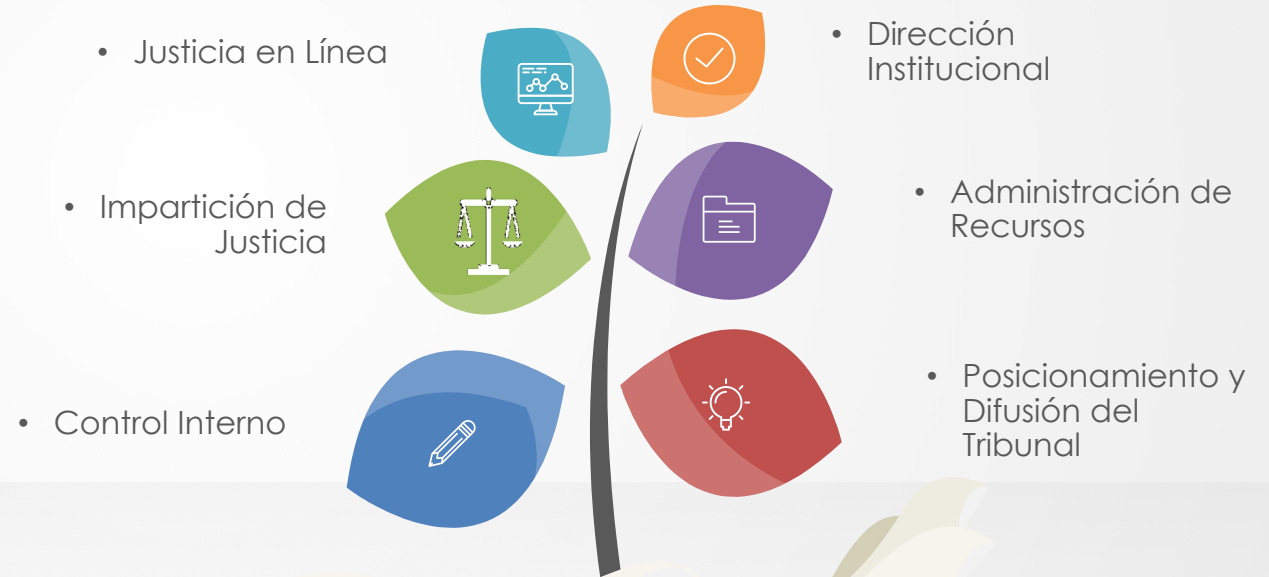 • Justicia en Línea
• Dirección
Institucional
• Impartición de
Justicia
• Administración de
Recursos
• Control Interno
• Posicionamiento y
Difusión del
Tribunal